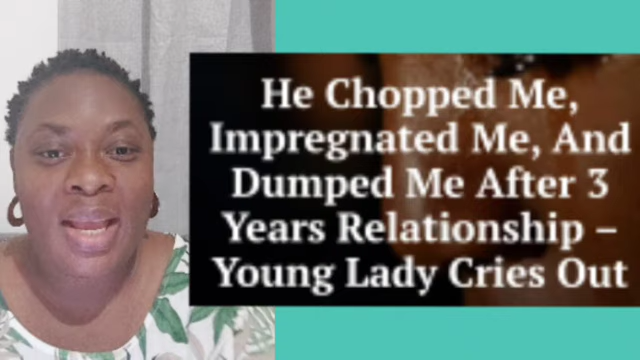 He Chopped Me,
Impregnated Me, And
Dumped Me After 3
Years Relationship –
Young Lady Cries Out